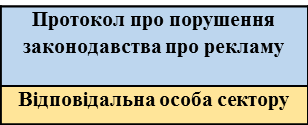 Протокол про порушення
законодавства про рекламу
Відповідальна особа сектору